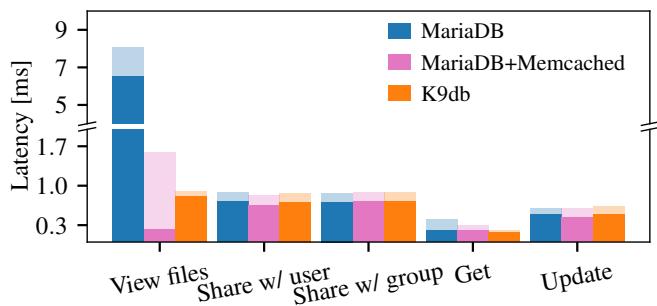 Latency [ms]
9
7
5
1.7
1.0
0.3
MariaDB
MariaDB+Memcached
K9db
View files
Share w/ user
Share w/ group
Get
Update